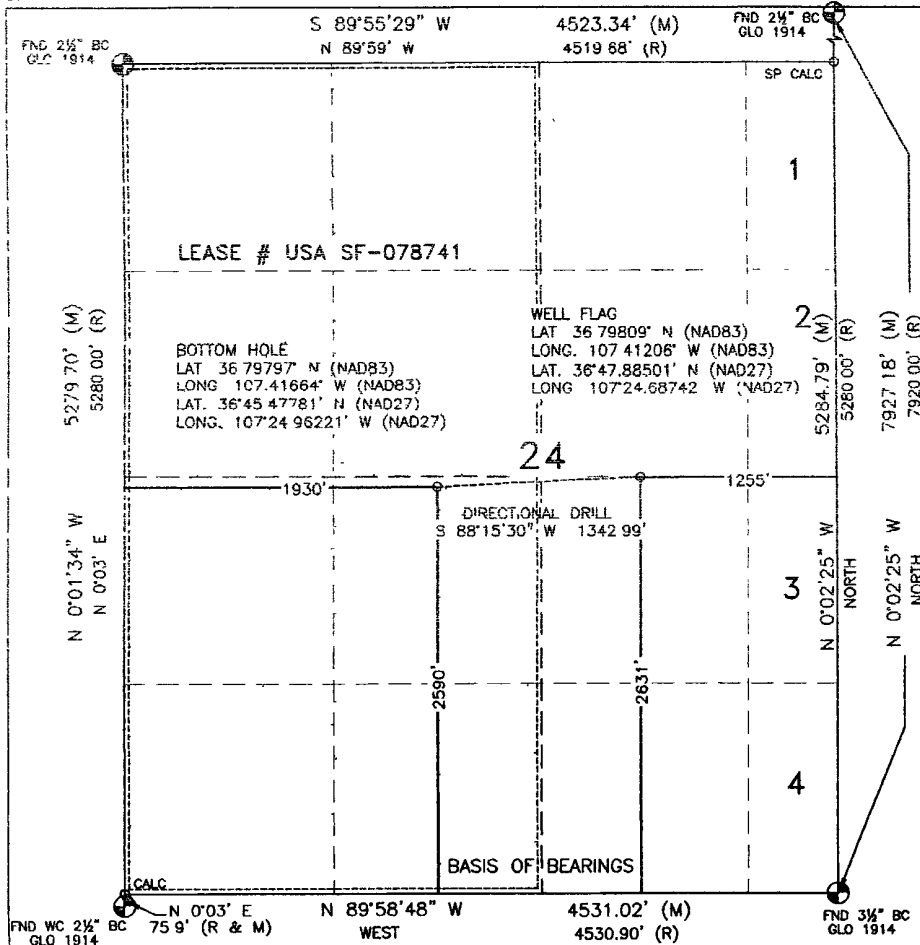 S 89°55'29" W 4523.34' (M)
N 89°59' W 4519 68' (R)
FND 2½" BC
GLO 1914
FND 2½" BC
GLO 1914
SP CALC
1
LEASE # USA SF-078741
2
WELL FLAG
LAT 36 79809° N (NAD83)
LONG. 107 41206° W (NAD83)
LAT. 36°47.88501' N (NAD27)
LONG 107°24.68742' W (NAD27)
BOTTOM HOLE
LAT 36 79797° N (NAD83)
LONG 107.41664° W (NAD83)
LAT. 36°45 47781' N (NAD27)
LONG. 107°24 96221' W (NAD27)
5279 70' (M)
5280 00' (R)
N 0°01'34" W
N 0°03' E
5284.79' (M)
5280 00' (R)
N 0°02'25" W
NORTH
7927 18' (M)
7920 00' (R)
N 0°02'25" W
NORTH
24
1930'
1255'
DIRECTIONAL DRILL
S 88°15'30" W 1342 99'
3
2590'
2631'
4
BASIS OF BEARINGS
CALC
N 0°03' E
75 9' (R & M)
FND WC 2½" BC
GLO 1914
N 89°58'48" W 4531.02' (M)
WEST 4530.90' (R)
FND 3½" BC
GLO 1914